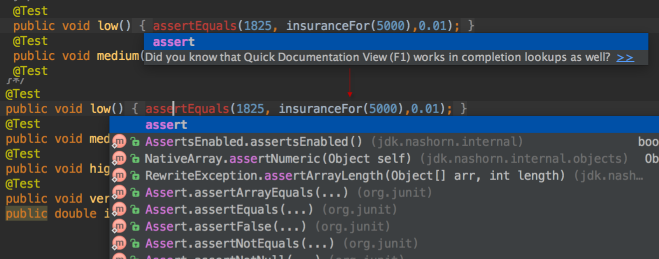 @Test
public void low() { assertEquals(1825, insuranceFor(5000),0.01); }
@Test
assert
public void medium(
Did you know that Quick Documentation View (F1) works in completion lookups as well? >>
@Test
/**/
@Test
public void low() { assertEquals(1825, insuranceFor(5000),0.01); }
@Test
assert
public void med
AssertsEnabled.assertsEnabled() (jdk.nashorn.internal) boo
@Test
NativeArray.assertNumeric(Object self) (jdk.nashorn.internal.objects) E
public void hig
RewriteException.assertArrayLength(Object[] arr, int length) (jdk.nash…
@Test
Assert.assertArrayEquals(...) (org.junit)
public void ver
Assert.assertEquals(...) (org.junit)
public double i
Assert.assertFalse(...) (org.junit)
Assert.assertNotEquals(...) (org.junit)
Assert.assertNotNull(...) (org.junit)